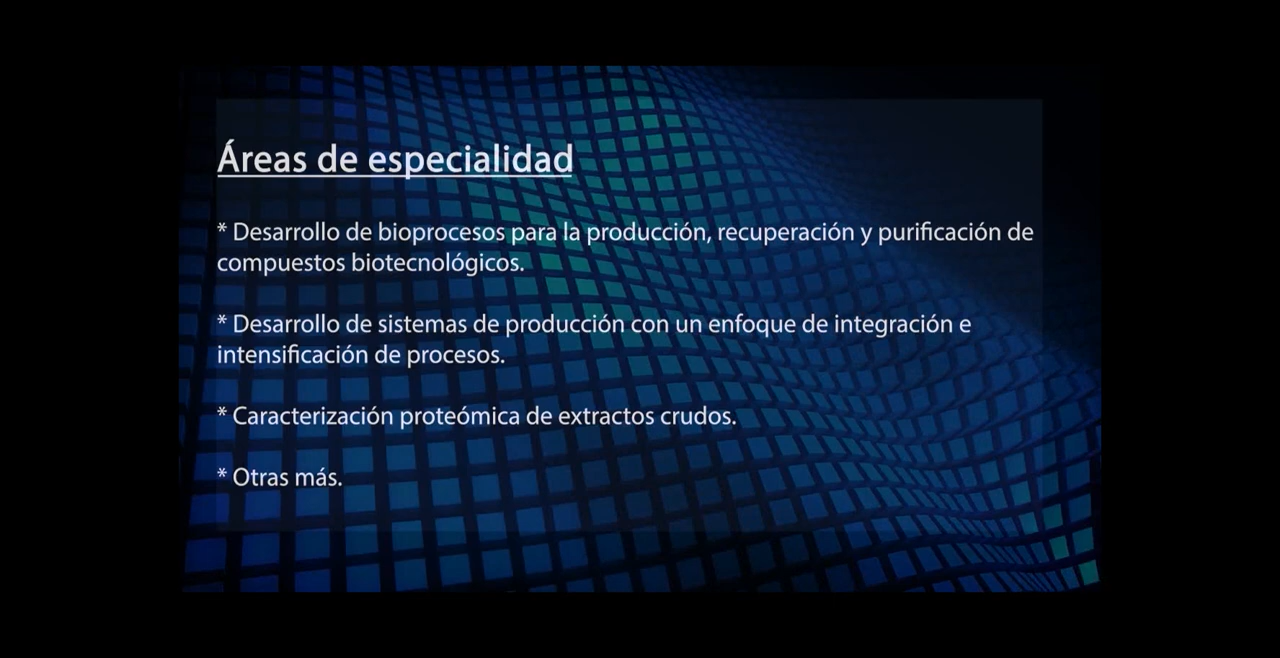 Áreas de especialidad
* Desarrollo de bioprocesos para la producción, recuperación y purificación de
compuestos biotecnológicos.
* Desarrollo de sistemas de producción con un enfoque de integración e
intensificación de procesos.
* Caracterización proteómica de extractos crudos.
* Otras más.